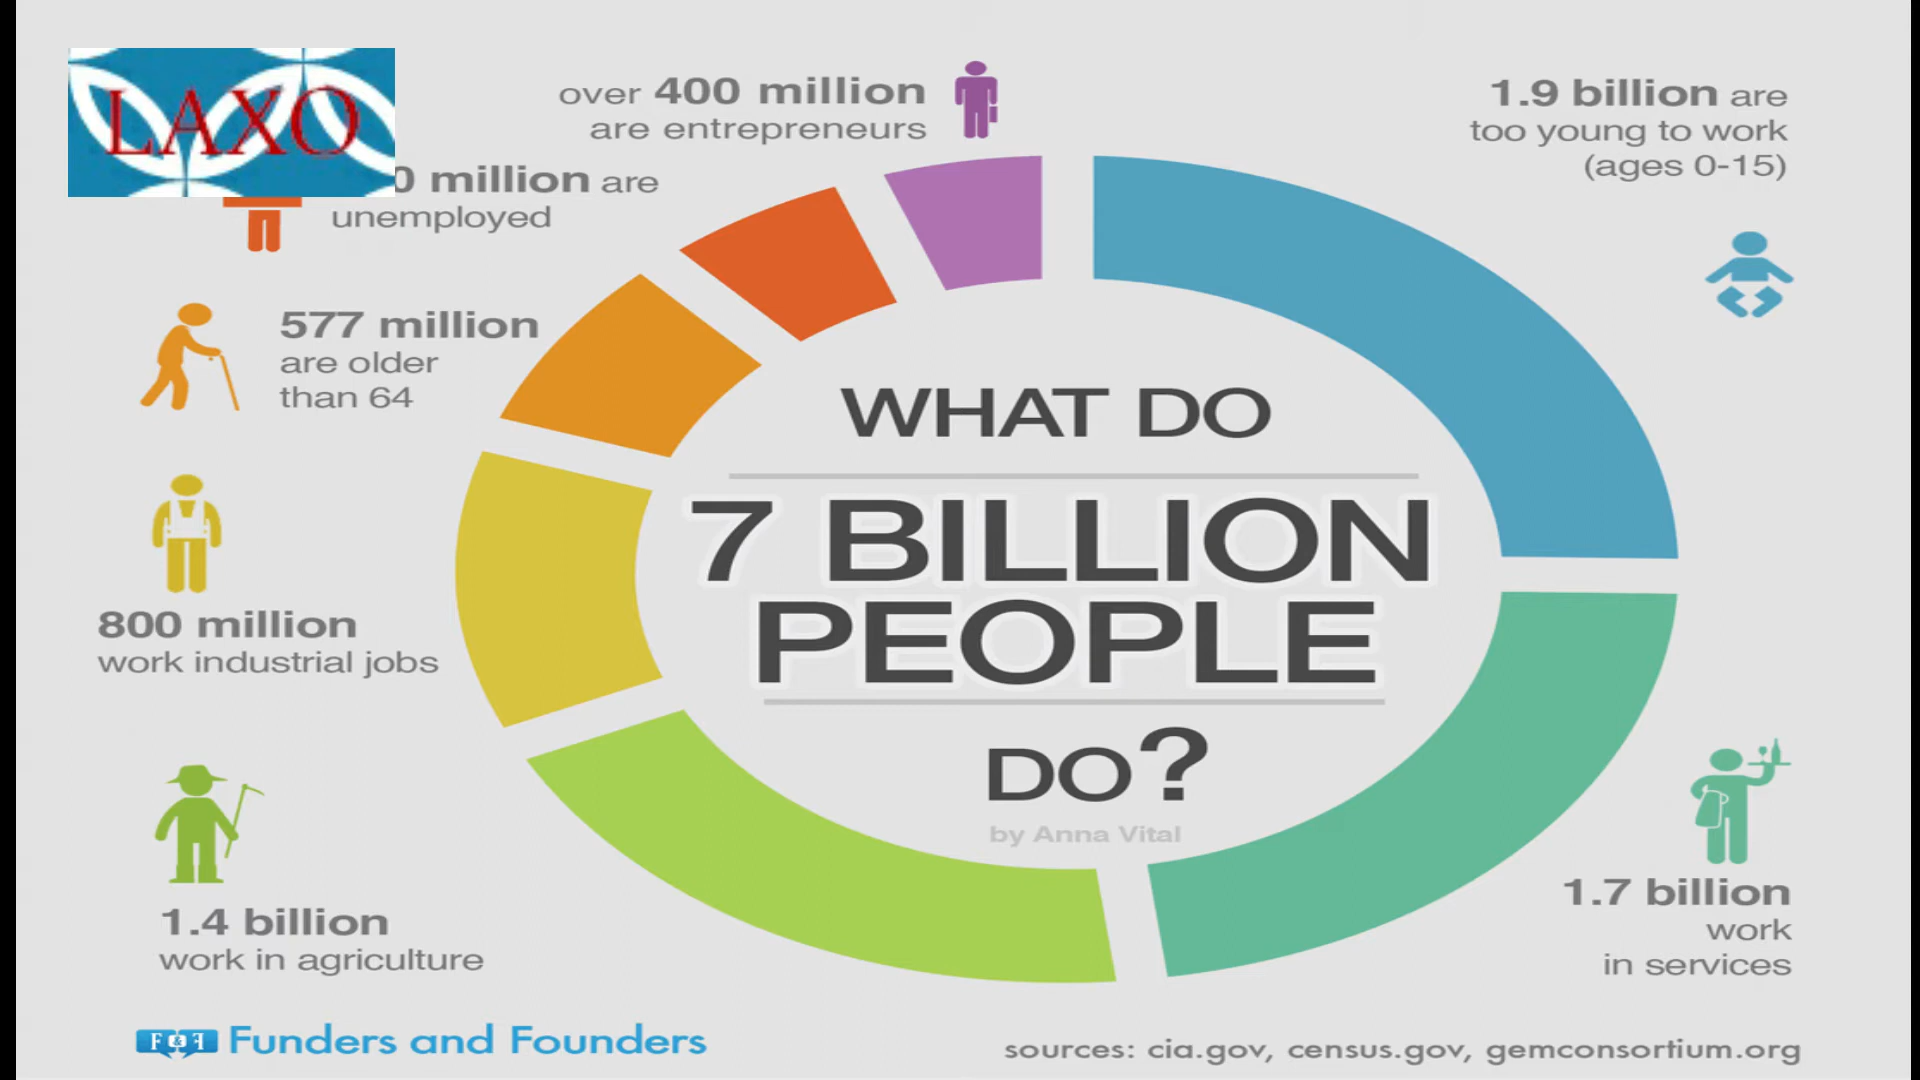 LAXO
over 400 million
are entrepreneurs
0 million are
unemployed
577 million
are older
than 64
800 million
work industrial jobs
1.4 billion
work in agriculture
1.9 billion are
too young to work
(ages 0-15)
WHAT DO
7 BILLION
PEOPLE
DO?
by Anna Vital
1.7 billion
work
in services
F&F Funders and Founders
sources: cia.gov, census.gov, gemconsortium.org